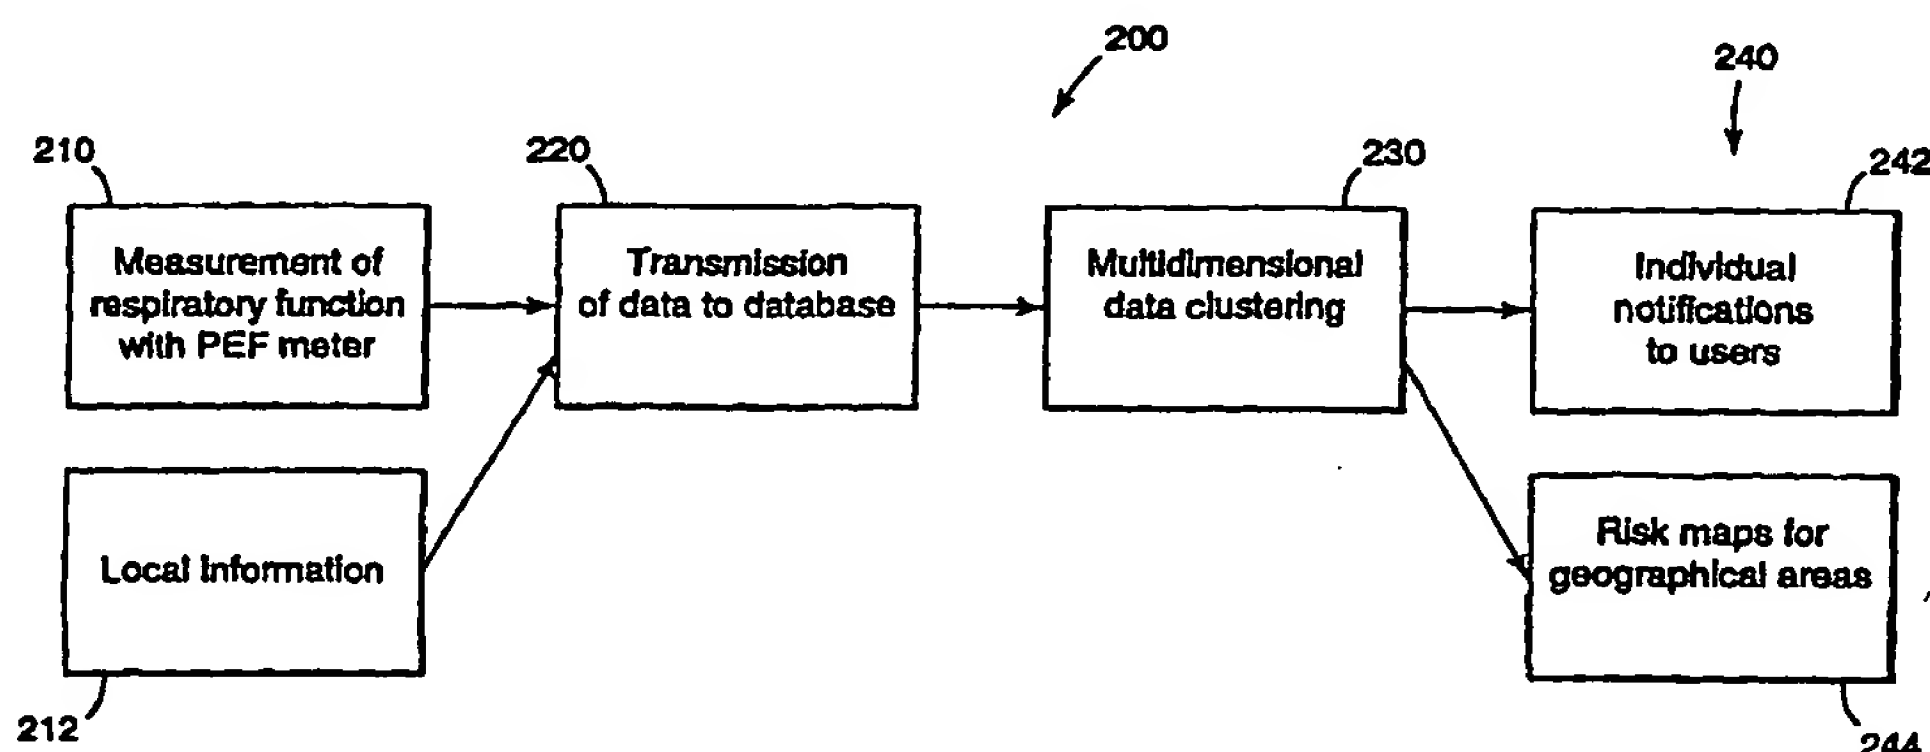 200
240
210
220
230
242
Measurement of
respiratory function
with PEF meter
Transmission
of data to database
Multidimensional
data clustering
Individual
notifications
to users
Local Information
Risk maps for
geographical areas
212
244